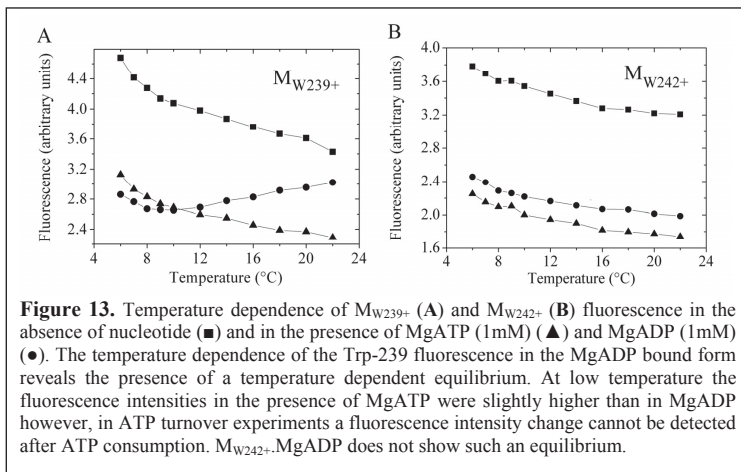 A
B
M_W239+
M_W242+
Fluorescence (arbitrary units)
4.4
3.6
2.8
2.4
4 6 8 10 12 14 16 18 20 22 24
Temperature (°C)
Fluorescence (arbitrary units)
4.0
3.6
3.2
2.4
2.0
1.6
4 6 8 10 12 14 16 18 20 22 24
Temperature (°C)
Figure 13. Temperature dependence of M_W239+ (A) and M_W242+ (B) fluorescence in the
absence of nucleotide (■) and in the presence of MgATP (1mM) (▲) and MgADP (1mM)
(●). The temperature dependence of the Trp-239 fluorescence in the MgADP bound form
reveals the presence of a temperature dependent equilibrium. At low temperature the
fluorescence intensities in the presence of MgATP were slightly higher than in MgADP
however, in ATP turnover experiments a fluorescence intensity change cannot be detected
after ATP consumption. M_W242+.MgADP does not show such an equilibrium.